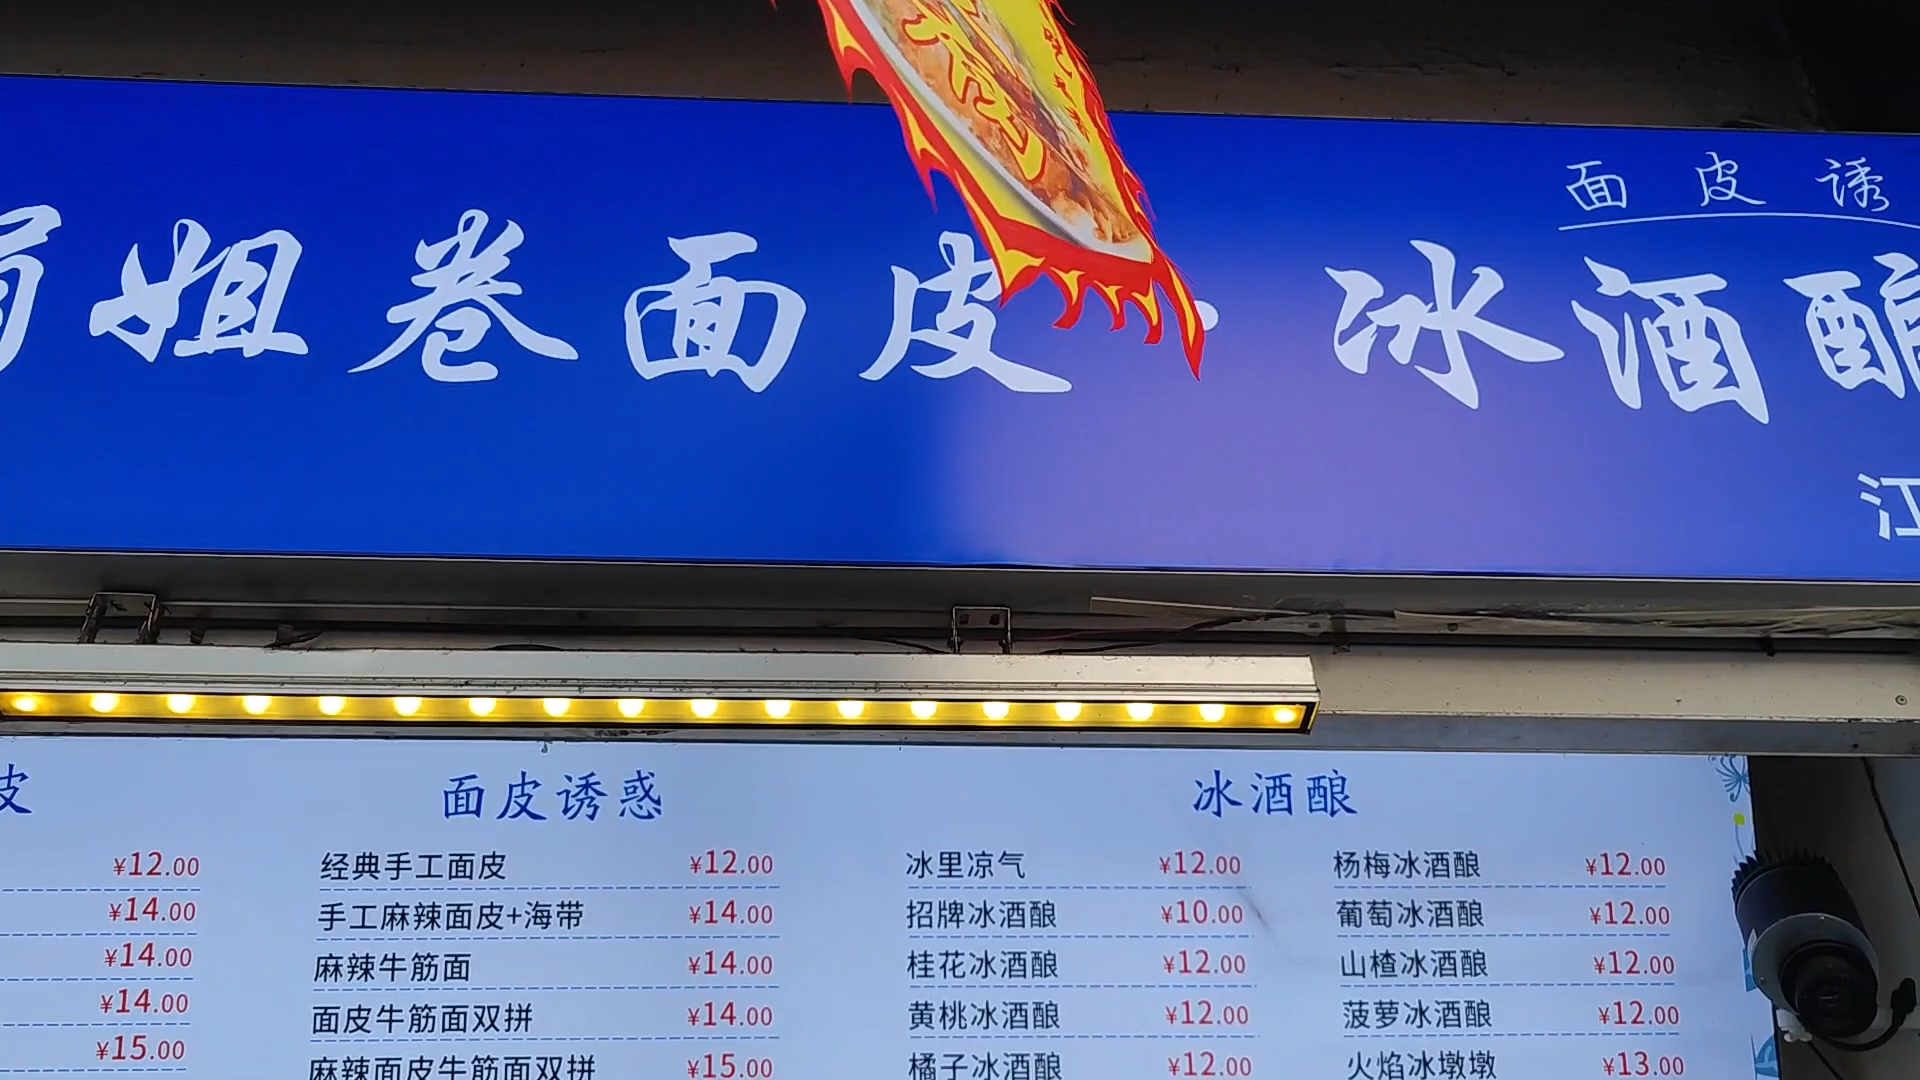 面皮诱
姐卷面皮·冰酒酿
江
皮
¥12.00
¥14.00
¥14.00
¥14.00
¥15.00
面皮诱惑
经典手工面皮 ¥12.00
手工麻辣面皮+海带 ¥14.00
麻辣牛筋面 ¥14.00
面皮牛筋面双拼 ¥14.00
麻辣面皮牛筋面双拼 ¥15.00
冰酒酿
冰里凉气 ¥12.00
招牌冰酒酿 ¥10.00
桂花冰酒酿 ¥12.00
黄桃冰酒酿 ¥12.00
橘子冰酒酿 ¥12.00
杨梅冰酒酿 ¥12.00
葡萄冰酒酿 ¥12.00
山楂冰酒酿 ¥12.00
菠萝冰酒酿 ¥12.00
火焰冰墩墩 ¥13.00